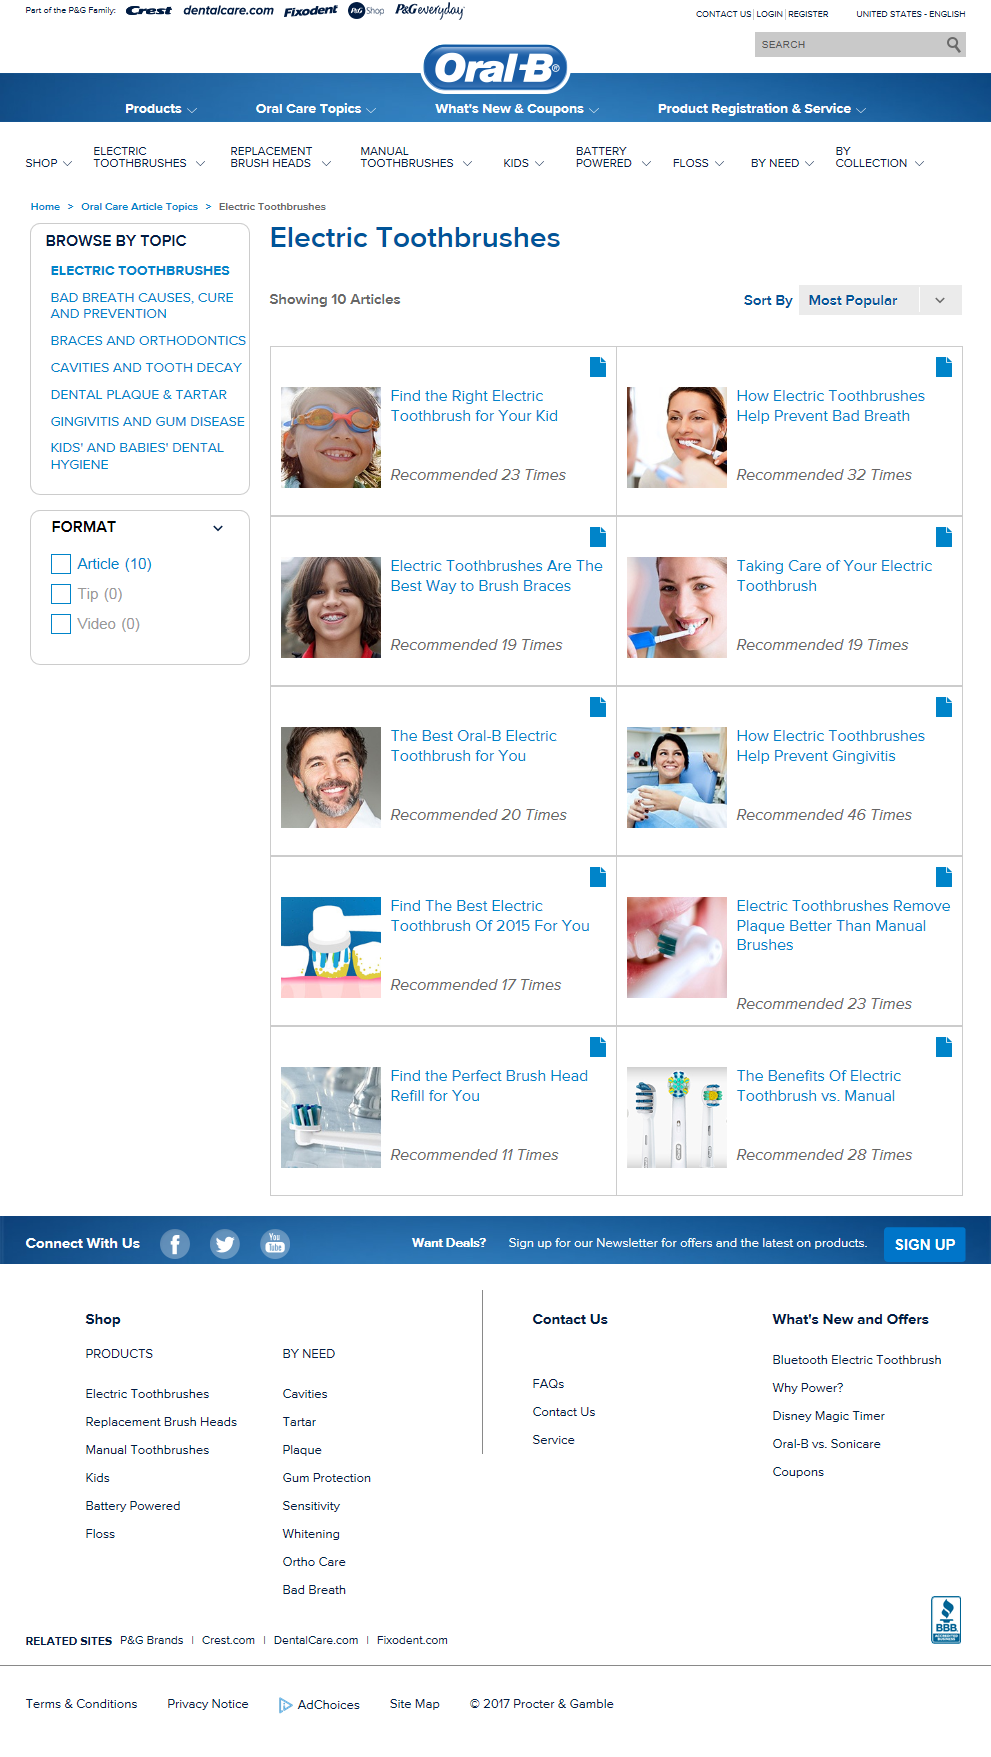 Part of the P&G Family:
Crest
dentalcare.com
Fixodent
P&G Shop
P&G everyday
CONTACT US | LOGIN | REGISTER
UNITED STATES - ENGLISH
SEARCH
Oral-B®
Products
Oral Care Topics
What's New & Coupons
Product Registration & Service
SHOP
ELECTRIC
TOOTHBRUSHES
REPLACEMENT
BRUSH HEADS
MANUAL
TOOTHBRUSHES
KIDS
BATTERY
POWERED
FLOSS
BY NEED
BY
COLLECTION
Home > Oral Care Article Topics > Electric Toothbrushes
BROWSE BY TOPIC
ELECTRIC TOOTHBRUSHES
BAD BREATH CAUSES, CURE
AND PREVENTION
BRACES AND ORTHODONTICS
CAVITIES AND TOOTH DECAY
DENTAL PLAQUE & TARTAR
GINGIVITIS AND GUM DISEASE
KIDS' AND BABIES' DENTAL
HYGIENE
FORMAT
Article (10)
Tip (0)
Video (0)
Electric Toothbrushes
Showing 10 Articles
Sort By
Most Popular
Find the Right Electric
Toothbrush for Your Kid
Recommended 23 Times
How Electric Toothbrushes
Help Prevent Bad Breath
Recommended 32 Times
Electric Toothbrushes Are The
Best Way to Brush Braces
Recommended 19 Times
Taking Care of Your Electric
Toothbrush
Recommended 19 Times
The Best Oral-B Electric
Toothbrush for You
Recommended 20 Times
How Electric Toothbrushes
Help Prevent Gingivitis
Recommended 46 Times
Find The Best Electric
Toothbrush Of 2015 For You
Recommended 17 Times
Electric Toothbrushes Remove
Plaque Better Than Manual
Brushes
Recommended 23 Times
Find the Perfect Brush Head
Refill for You
Recommended 11 Times
The Benefits Of Electric
Toothbrush vs. Manual
Recommended 28 Times
Connect With Us
You
Tube
Want Deals?
Sign up for our Newsletter for offers and the latest on products.
SIGN UP
Shop
PRODUCTS
Electric Toothbrushes
Replacement Brush Heads
Manual Toothbrushes
Kids
Battery Powered
Floss
BY NEED
Cavities
Tartar
Plaque
Gum Protection
Sensitivity
Whitening
Ortho Care
Bad Breath
Contact Us
FAQs
Contact Us
Service
What's New and Offers
Bluetooth Electric Toothbrush
Why Power?
Disney Magic Timer
Oral-B vs. Sonicare
Coupons
BBB
ACCREDITED
BUSINESS
RELATED SITES P&G Brands | Crest.com | DentalCare.com | Fixodent.com
Terms & Conditions
Privacy Notice
AdChoices
Site Map
© 2017 Procter & Gamble